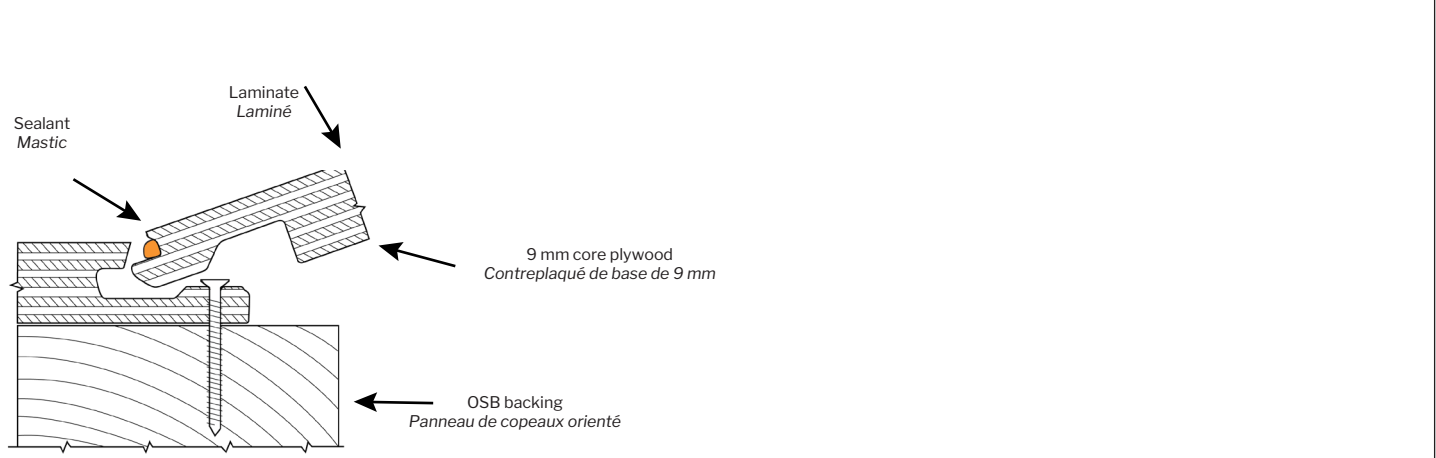 Laminate
Laminé
Sealant
Mastic
9 mm core plywood
Contreplaqué de base de 9 mm
OSB backing
Panneau de copeaux orienté